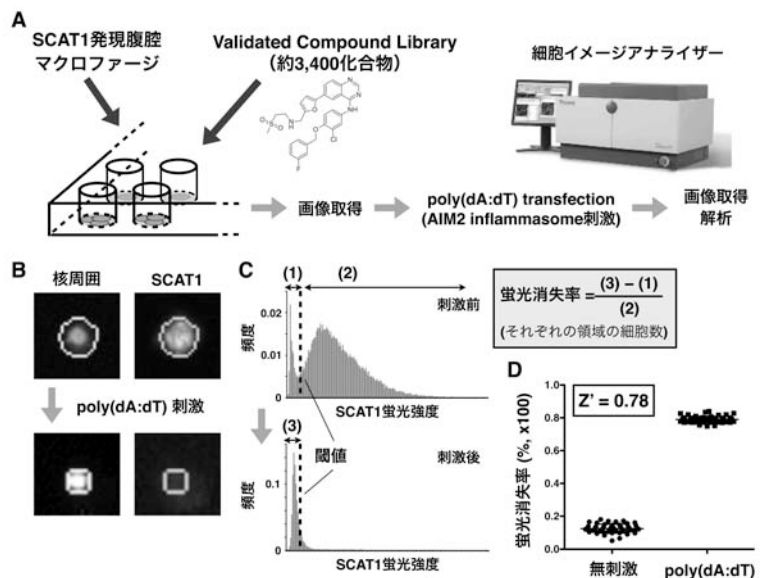 A
SCAT1発現腹腔
マクロファージ
Validated Compound Library
(約3,400化合物)
細胞イメージアナライザー
画像取得
poly(dA:dT) transfection
(AIM2 inflammasome刺激)
画像取得
解析
N
N
NH
O
N
H
S
O
O
O
Cl
F
B
核周囲
SCAT1
poly(dA:dT) 刺激
C
(1)
(2)
刺激前
0.02
0.01
0
頻度
SCAT1蛍光強度
(3)
閾値
刺激後
0.1
0
頻度
SCAT1蛍光強度
蛍光消失率 = (3) – (1)
(2)
(それぞれの領域の細胞数)
D
Z' = 0.78
1.0
0.8
0.6
0.4
0.2
0
蛍光消失率 (%, x100)
無刺激
poly(dA:dT)